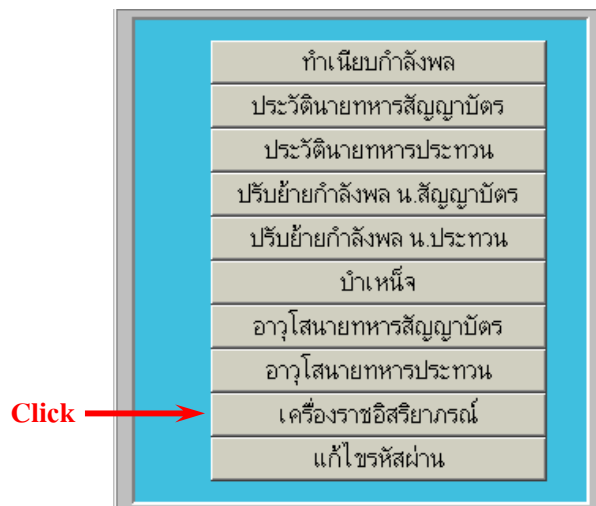 ทำเนียบกำลังพล
ประวัตินายทหารสัญญาบัตร
ประวัตินายทหารประทวน
ปรับย้ายกำลังพล น.สัญญาบัตร
ปรับย้ายกำลังพล น.ประทวน
บำเหน็จ
อาวุโสนายทหารสัญญาบัตร
อาวุโสนายทหารประทวน
Click เครื่องราชอิสริยาภรณ์
แก้ไขรหัสผ่าน